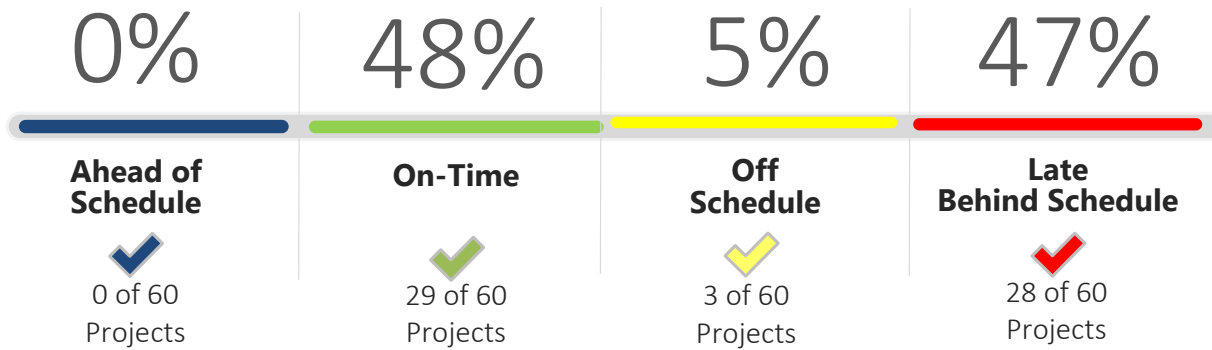 0%
48%
5%
47%
Ahead of
Schedule
On-Time
Off
Schedule
Late
Behind Schedule
0 of 60
Projects
29 of 60
Projects
3 of 60
Projects
28 of 60
Projects